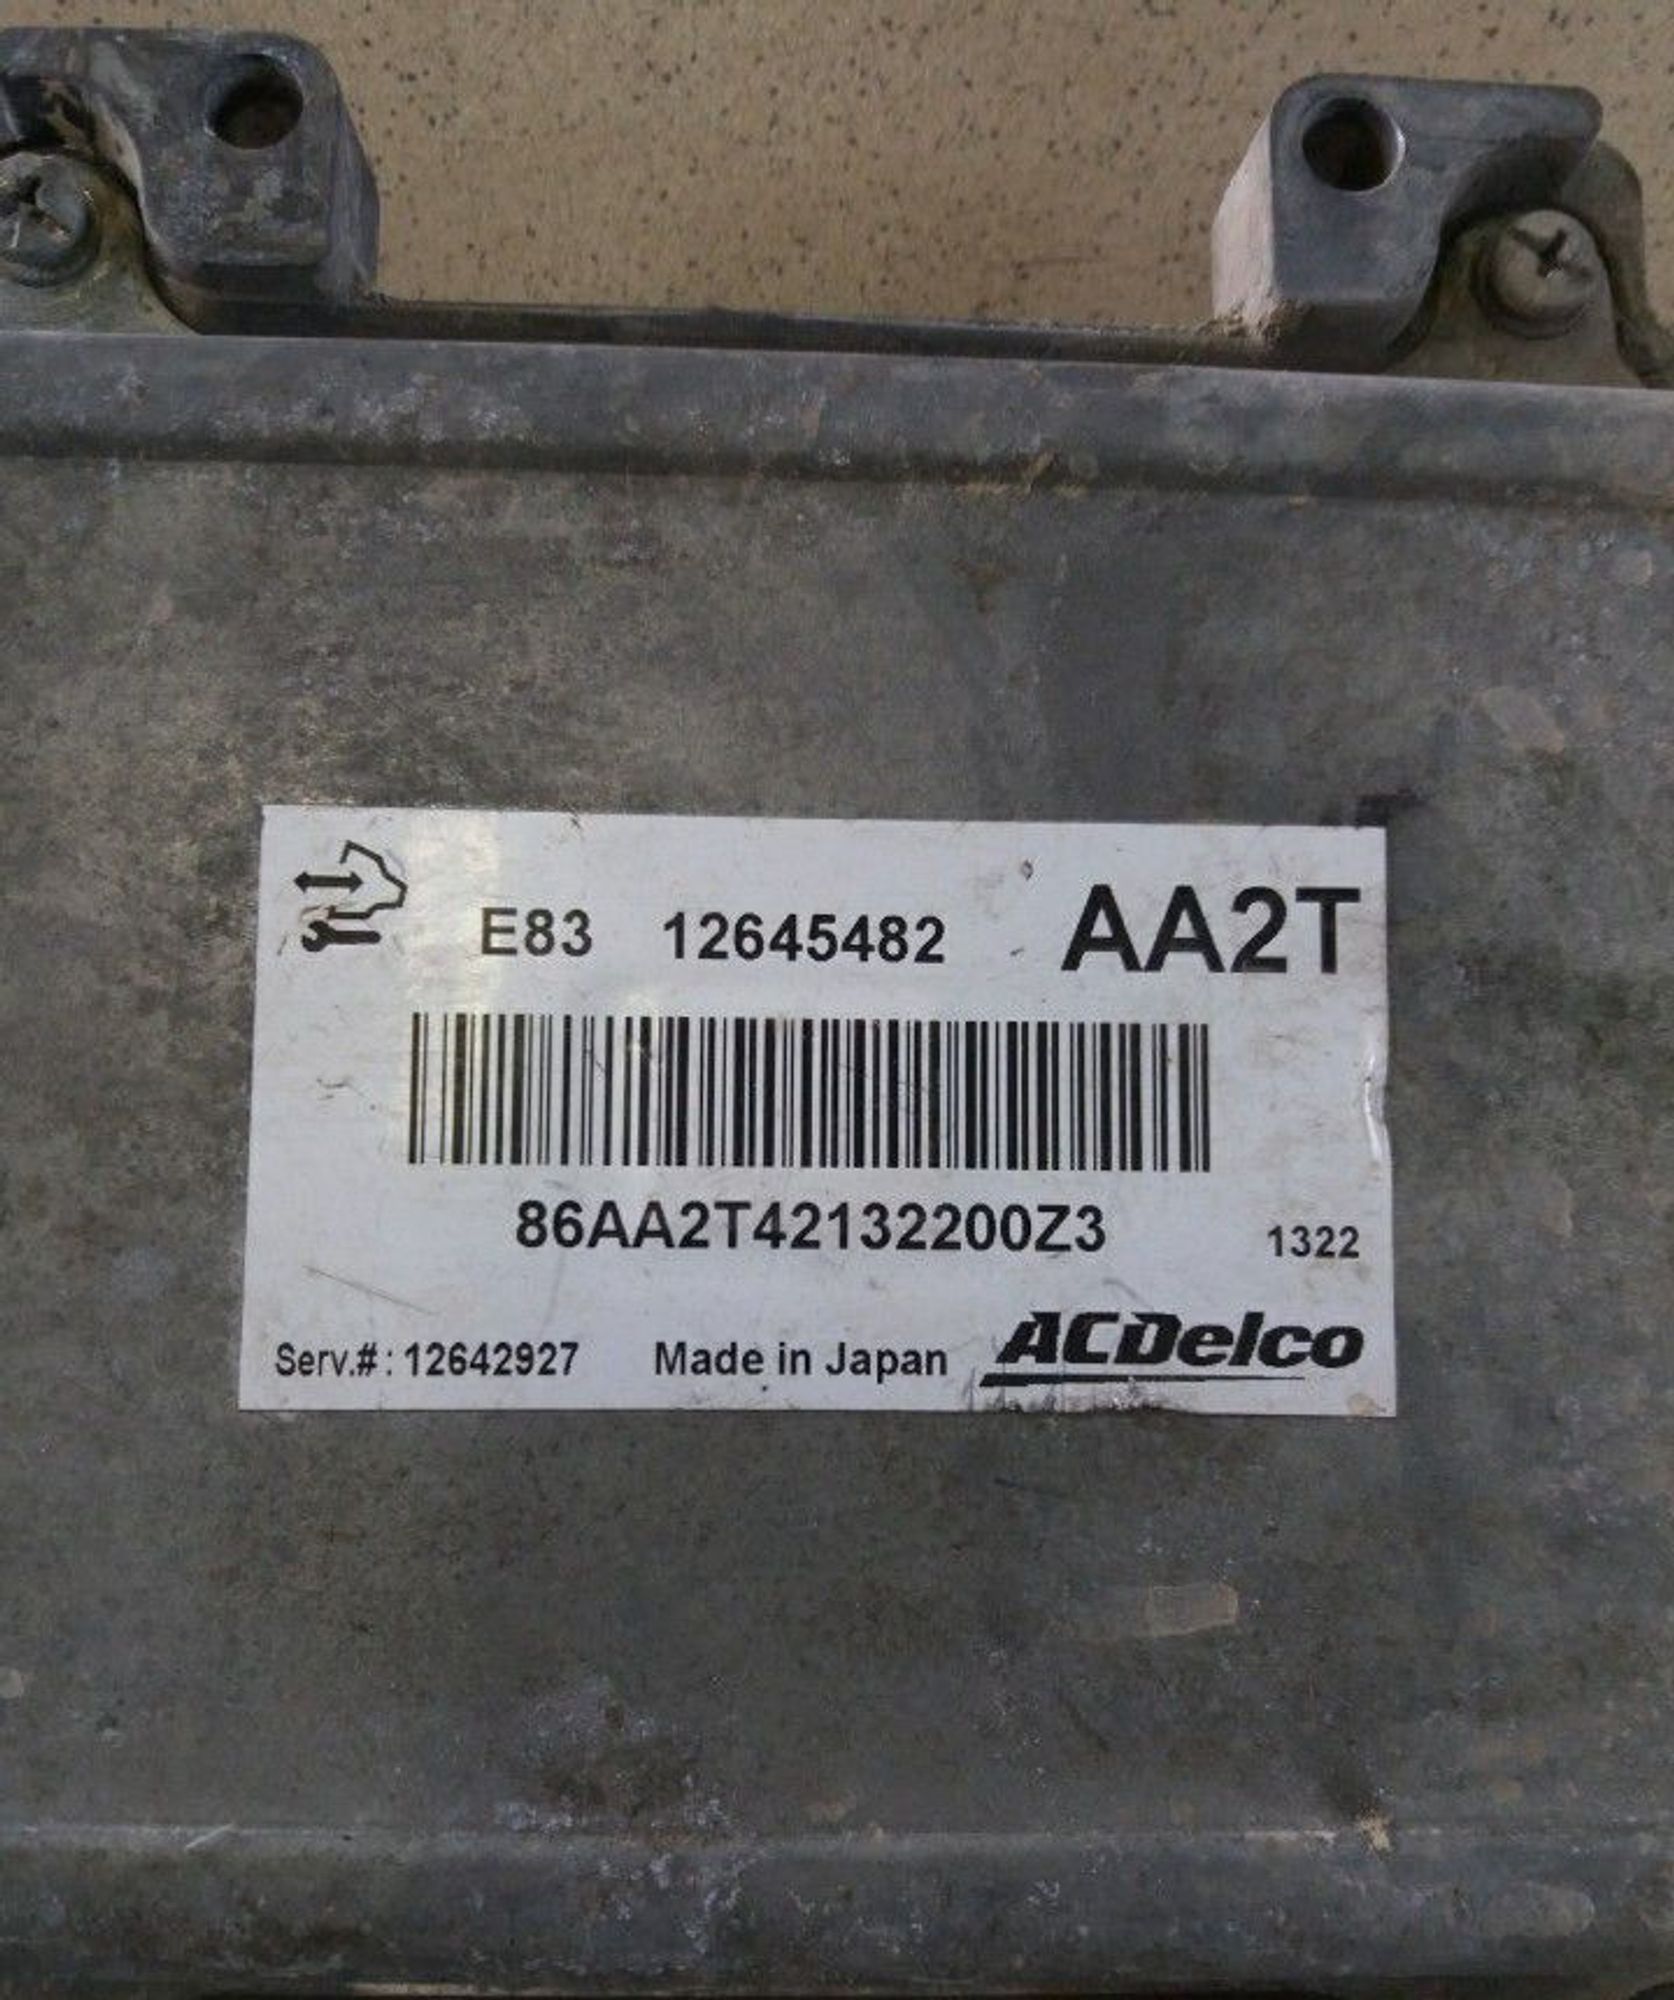 E83 12645482 AA2T
86AA2T42132200Z3 1322
Serv.#: 12642927 Made in Japan ACDelco